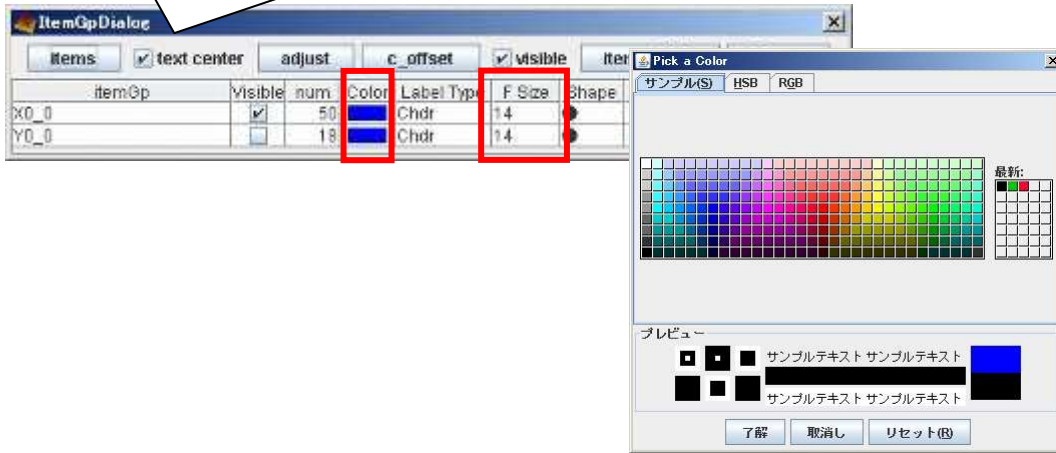 ItemGpDialog
items text center adjust c_offset visible
itemGp Visible num Color Label Type F Size Shape
X0_0 50 Chdr 14
Y0_0 18 Chdr 14
Pick a Color
サンプル(S) HSB RGB
最新:
プレビュー
サンプルテキスト サンプルテキスト
サンプルテキスト サンプルテキスト
了解 取消し リセット(R)